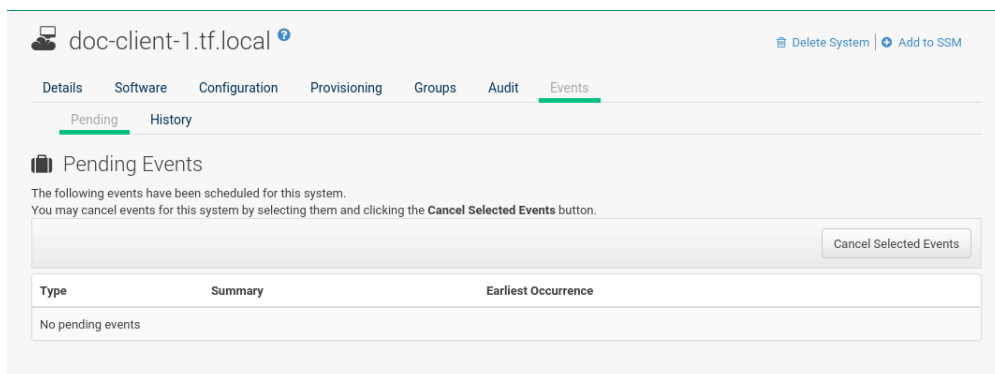 doc-client-1.tf.local ?
Delete System | Add to SSM
Details Software Configuration Provisioning Groups Audit Events
Pending History
Pending Events
The following events have been scheduled for this system.
You may cancel events for this system by selecting them and clicking the Cancel Selected Events button.
Cancel Selected Events
Type Summary Earliest Occurrence
No pending events